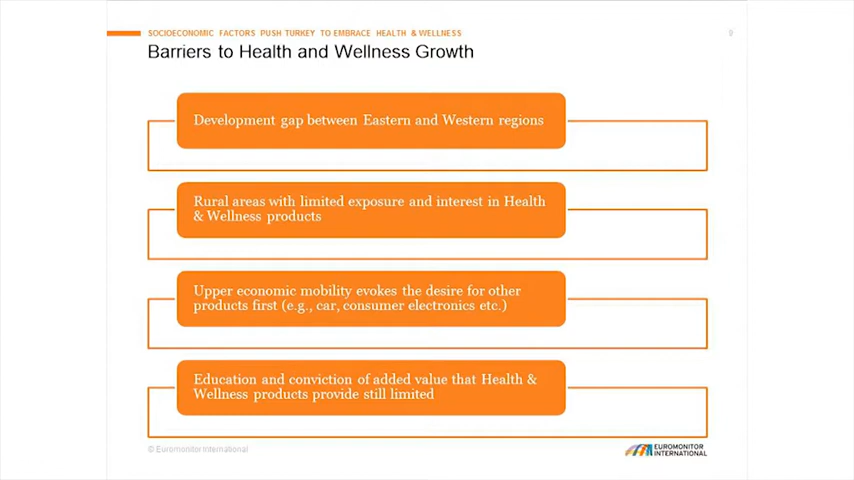 SOCIOECONOMIC FACTORS PUSH TURKEY TO EMBRACE HEALTH & WELLNESS
9
Barriers to Health and Wellness Growth
Development gap between Eastern and Western regions
Rural areas with limited exposure and interest in Health
& Wellness products
Upper economic mobility evokes the desire for other
products first (e.g., car, consumer electronics etc.)
Education and conviction of added value that Health &
Wellness products provide still limited
© Euromonitor International
EUROMONITOR
INTERNATIONAL